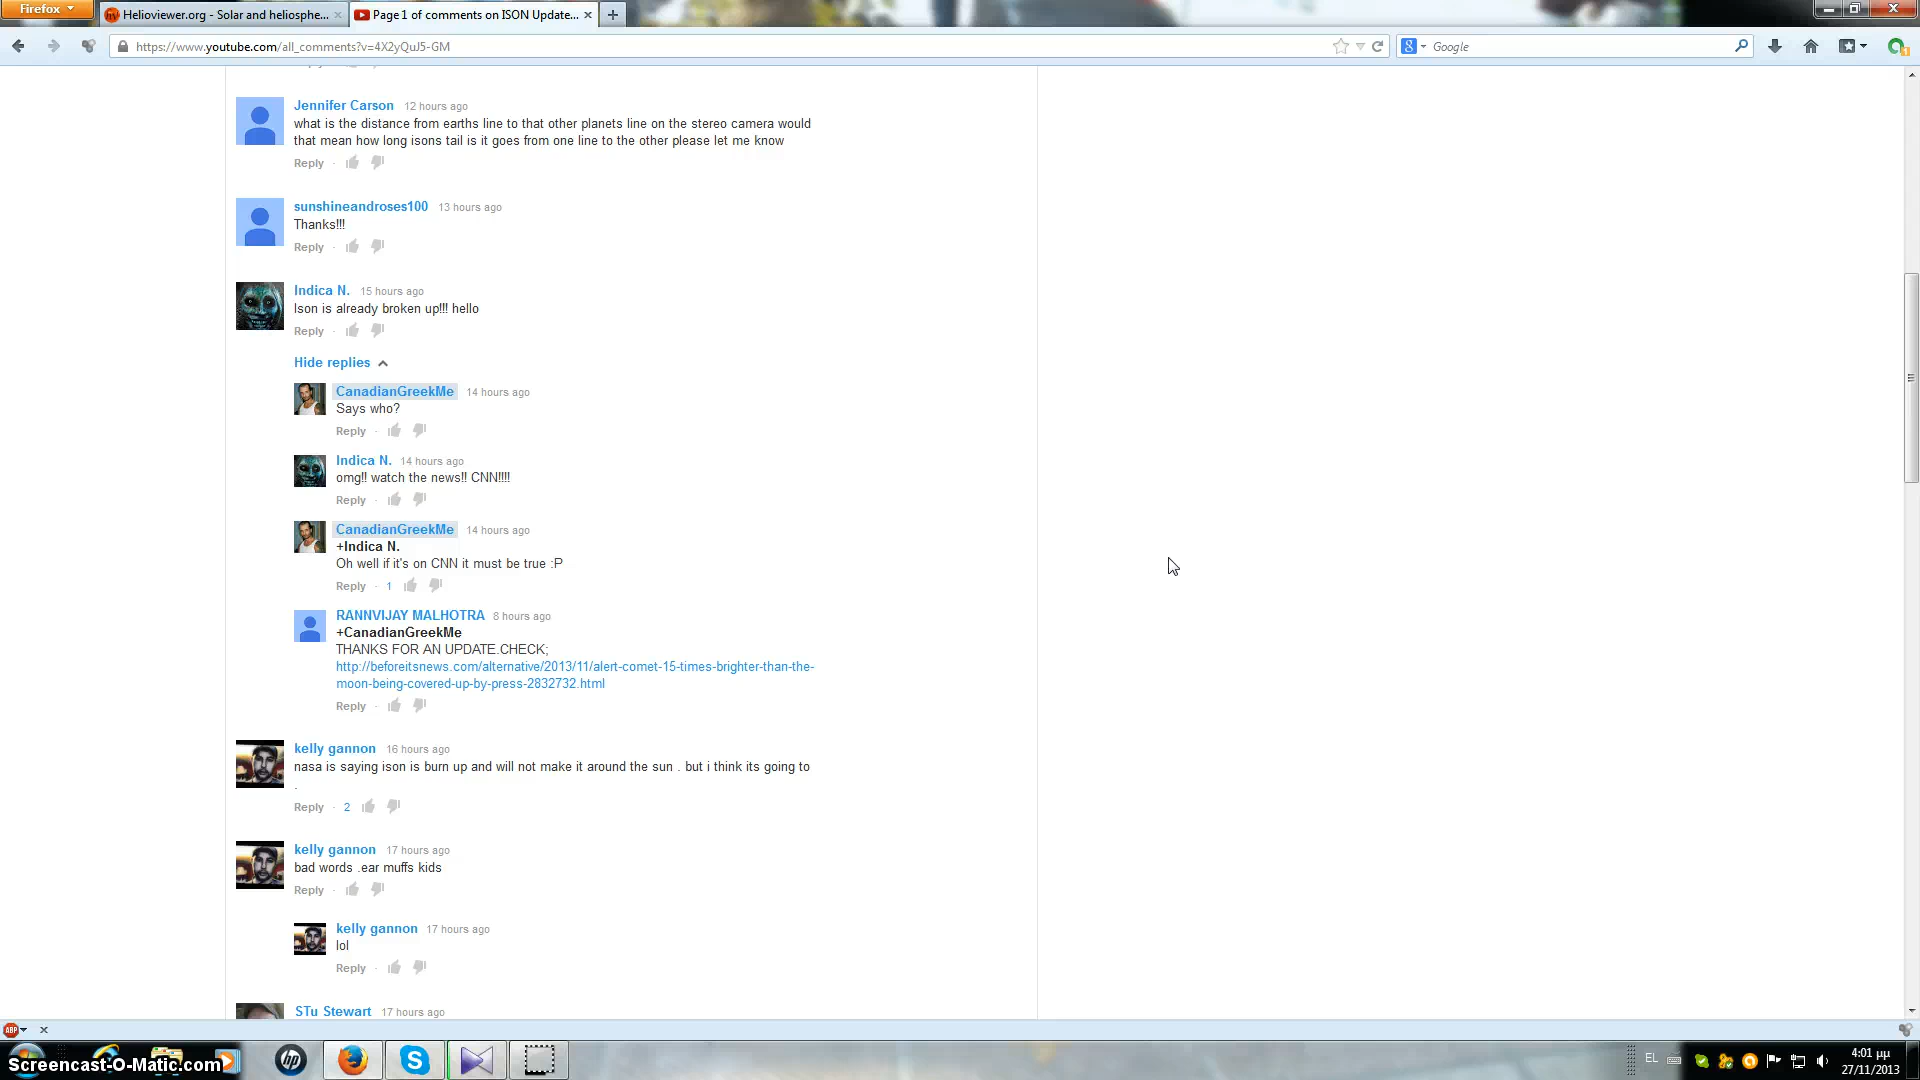 Firefox
Helioviewer.org - Solar and heliosphe...
Page 1 of comments on ISON Update...
https://www.youtube.com/all_comments?v=4X2yQuJ5-GM
Google
Jennifer Carson 12 hours ago
what is the distance from earths line to that other planets line on the stereo camera would
that mean how long isons tail is it goes from one line to the other please let me know
Reply
sunshineandroses100 13 hours ago
Thanks!!!
Reply
Indica N. 15 hours ago
Ison is already broken up!!! hello
Reply
Hide replies
CanadianGreekMe 14 hours ago
Says who?
Reply
Indica N. 14 hours ago
omg!! watch the news!! CNN!!!!
Reply
CanadianGreekMe 14 hours ago
+Indica N.
Oh well if it's on CNN it must be true :P
Reply · 1
RANNVIJAY MALHOTRA 8 hours ago
+CanadianGreekMe
THANKS FOR AN UPDATE.CHECK;
http://beforeitsnews.com/alternative/2013/11/alert-comet-15-times-brighter-than-the-
moon-being-covered-up-by-press-2832732.html
Reply
kelly gannon 16 hours ago
nasa is saying ison is burn up and will not make it around the sun . but i think its going to
.
Reply · 2
kelly gannon 17 hours ago
bad words .ear muffs kids
Reply
kelly gannon 17 hours ago
lol
Reply
STu Stewart 17 hours ago
ABP
Screencast-O-Matic.com
EL
4:01 μμ
27/11/2013